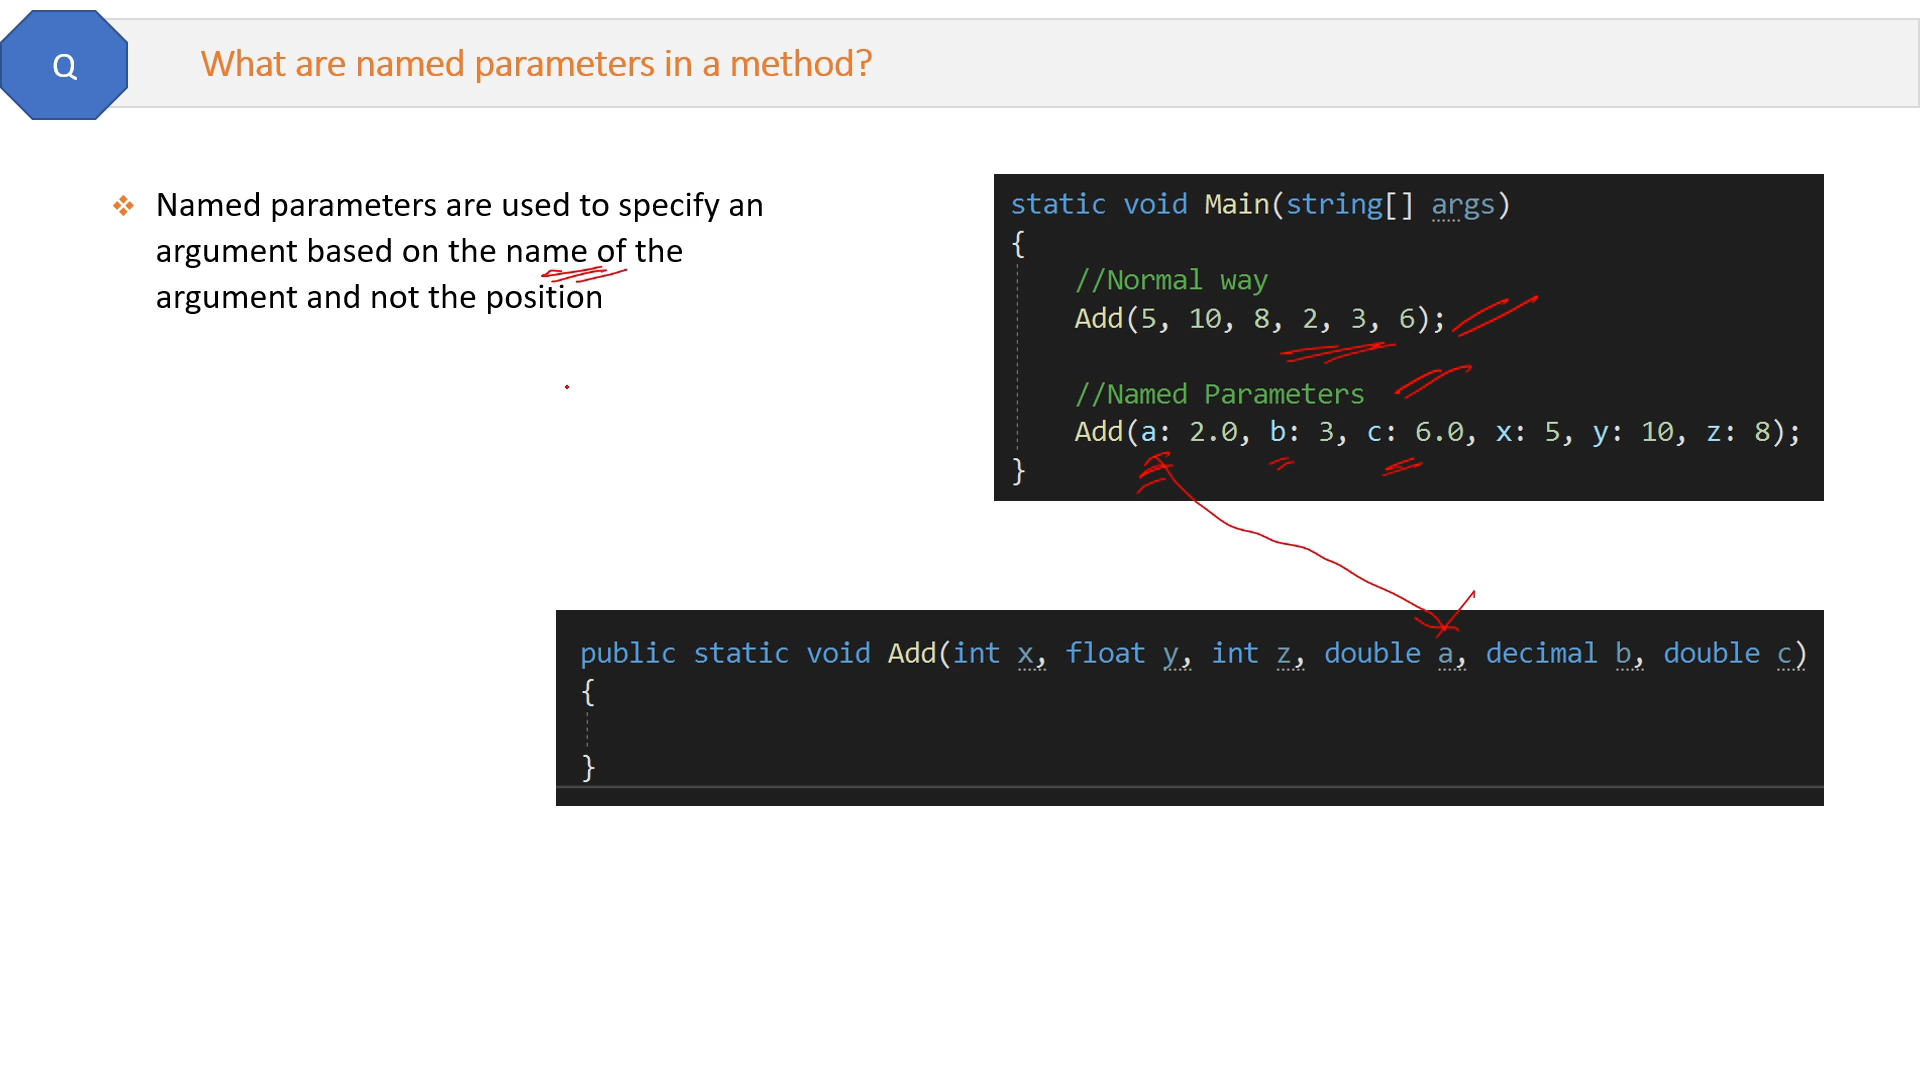 Q
What are named parameters in a method?
Named parameters are used to specify an
argument based on the name of the
argument and not the position
static void Main(string[] args)
{
//Normal way
Add(5, 10, 8, 2, 3, 6);
//Named Parameters
Add(a: 2.0, b: 3, c: 6.0, x: 5, y: 10, z: 8);
}
public static void Add(int x, float y, int z, double a, decimal b, double c)
{
}